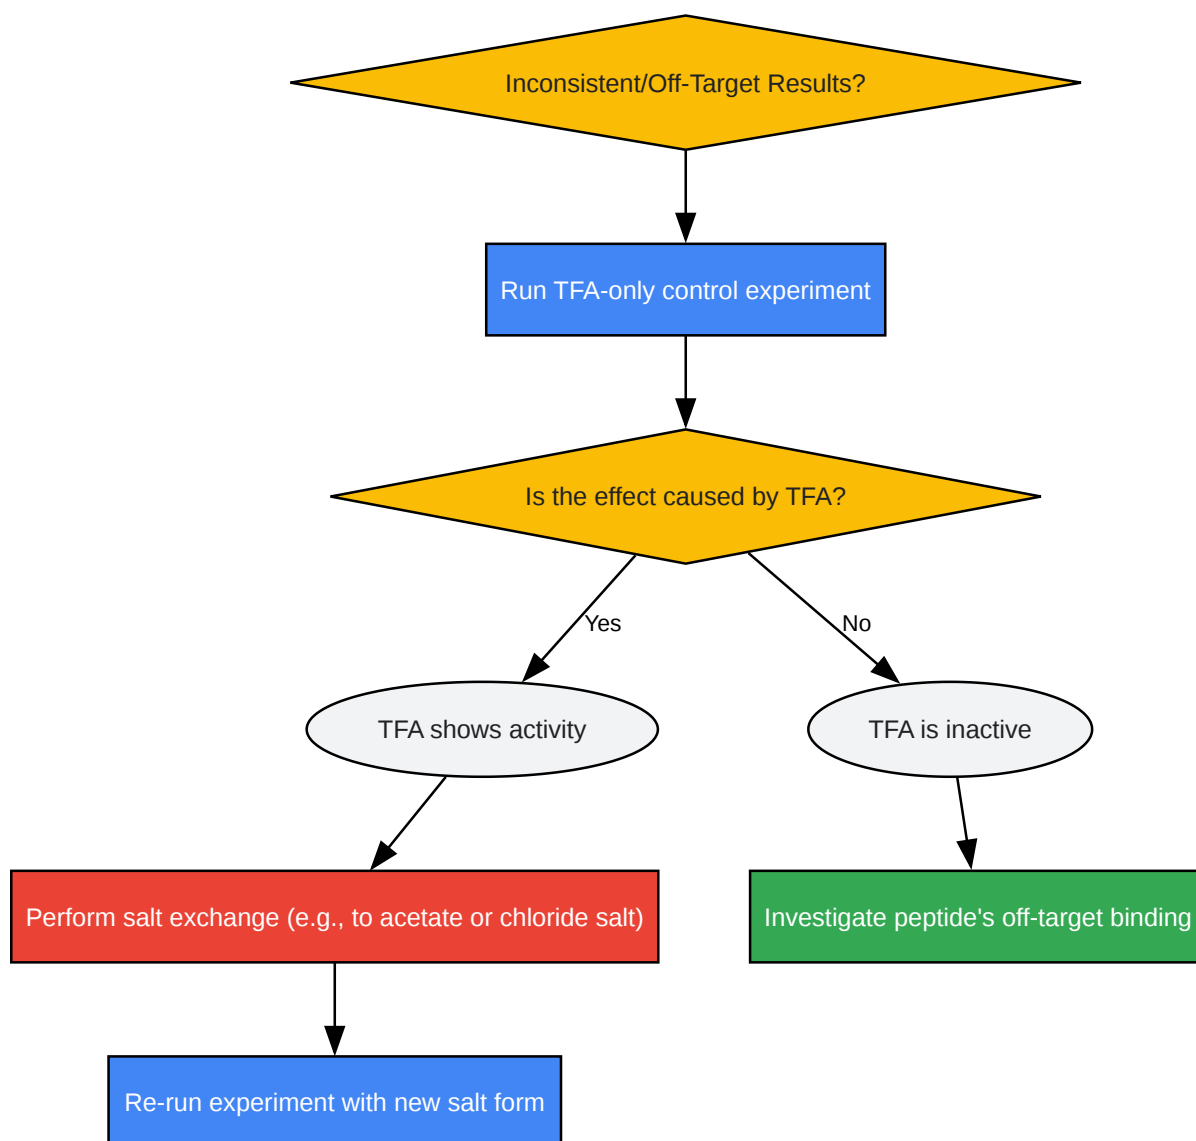 Inconsistent/Off-Target Results?
Run TFA-only control experiment
Is the effect caused by TFA?
Yes
No
TFA shows activity
TFA is inactive
Perform salt exchange (e.g., to acetate or chloride salt)
Investigate peptide's off-target binding
Re-run experiment with new salt form